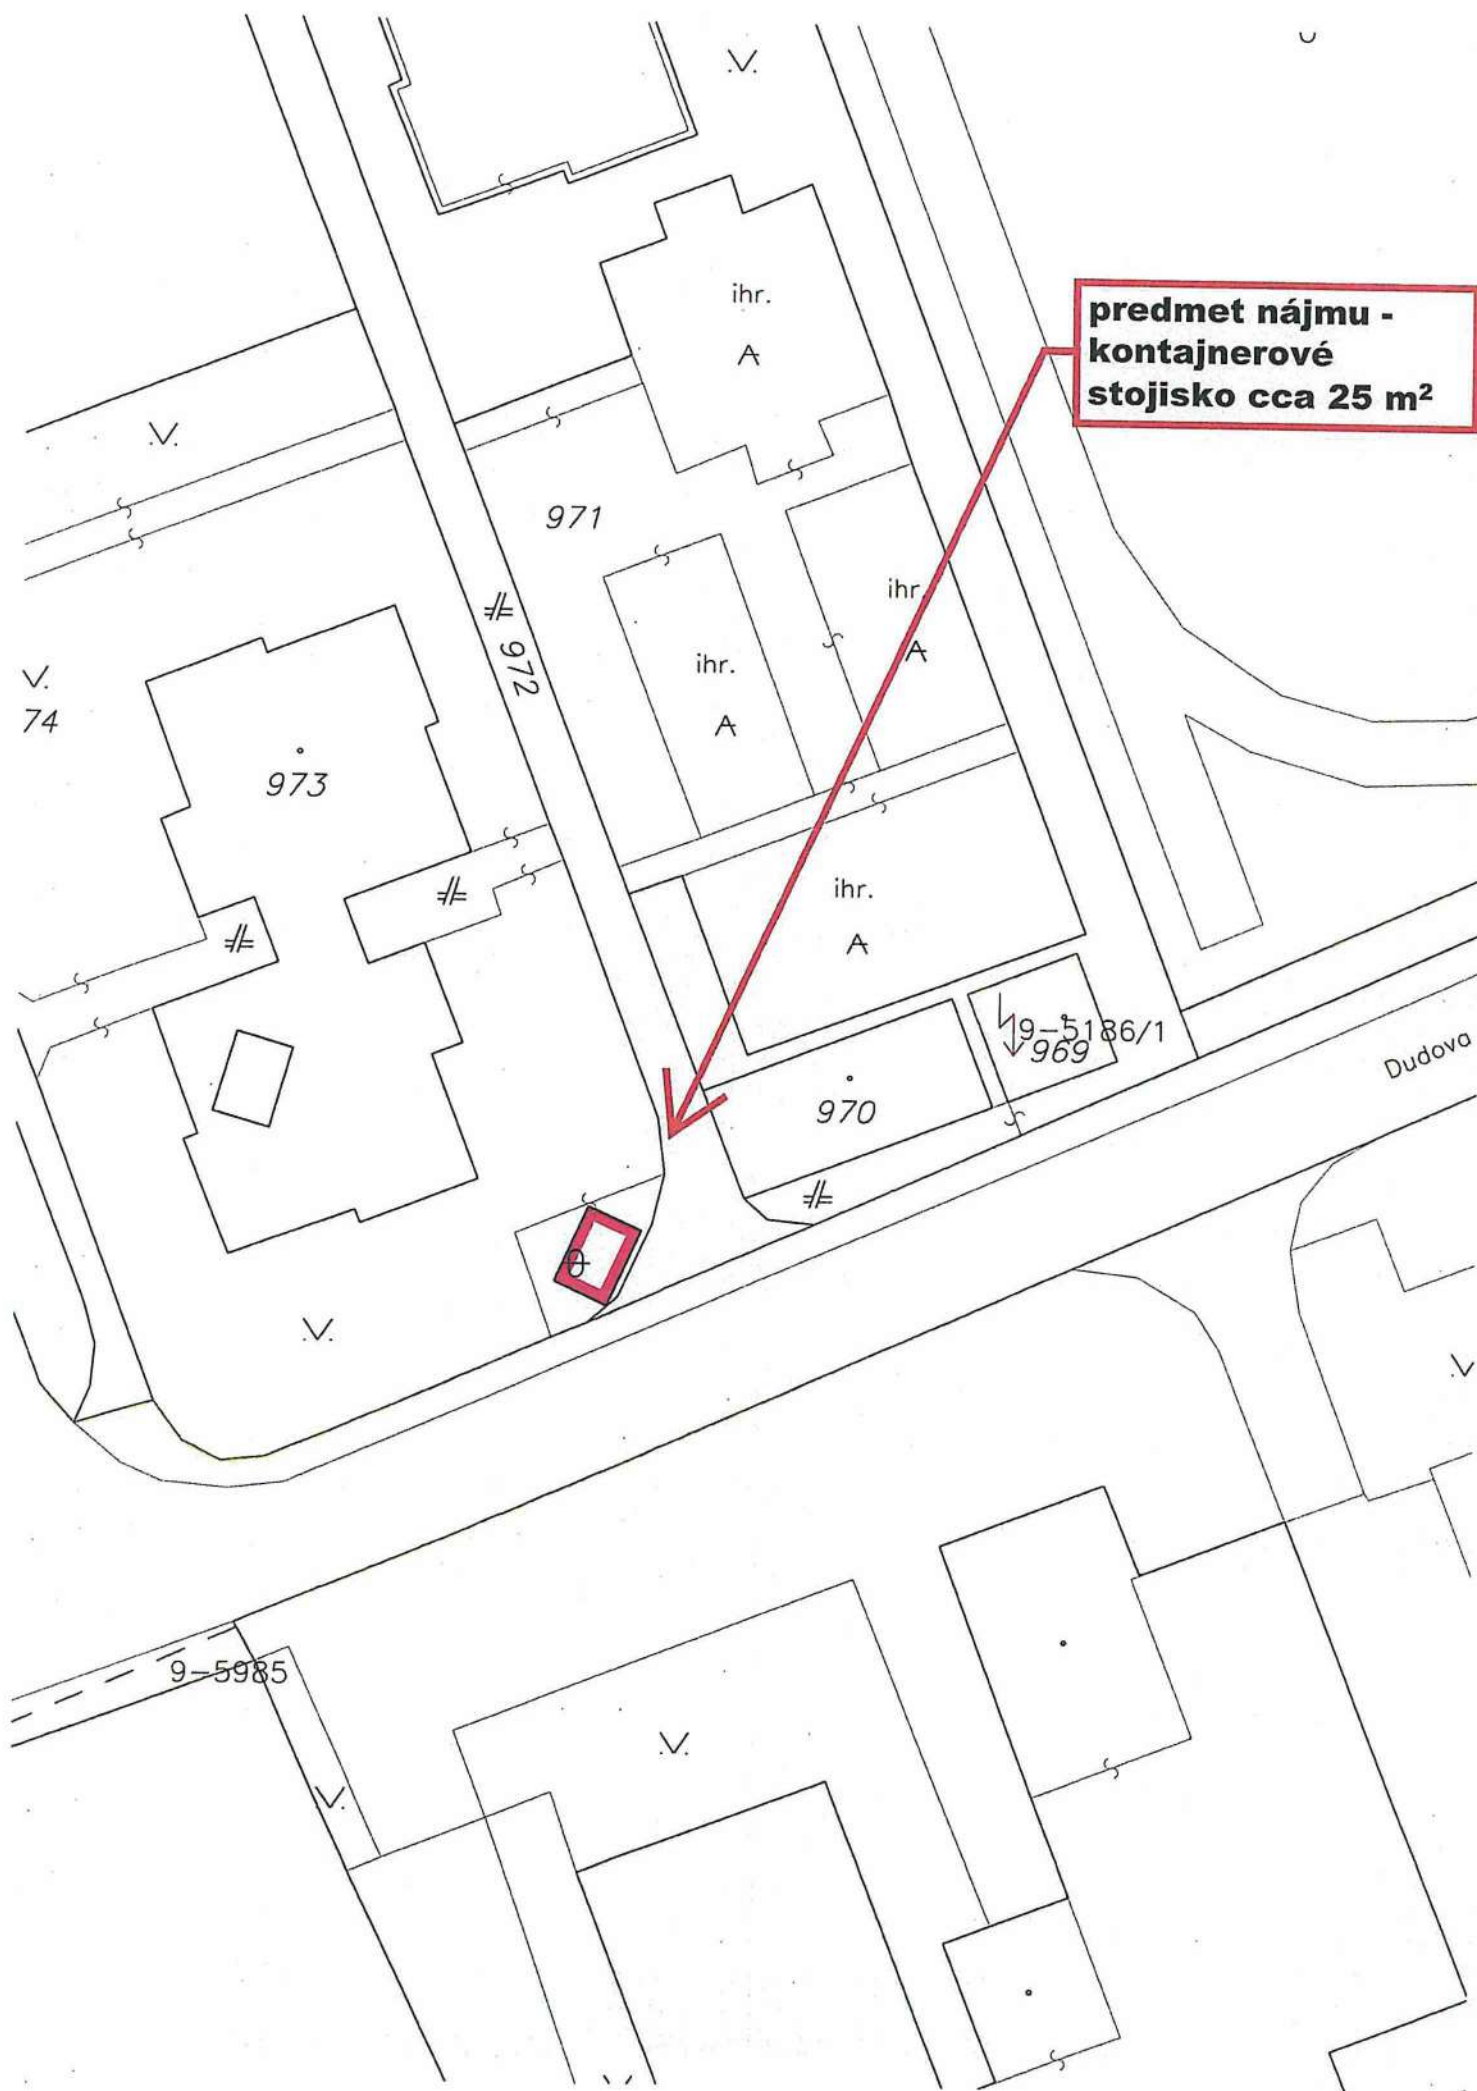 ihr.
predmet nájmu -
kontajnerové
stojisko cca 25 m²
971
ihr.
972
ihr.
74
973
ihr.
9-5186/1
969
Dudova
970
9-5985